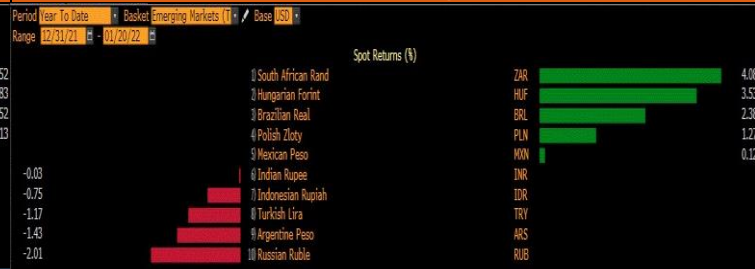 Period Year To Date Basket Emerging Markets (T Base USD
Range 12/31/21 - 01/20/22
Spot Returns (%)
52 1) South African Rand ZAR 4.08
83 2) Hungarian Forint HUF 3.53
52 3) Brazilian Real BRL 2.38
13 4) Polish Zloty PLN 1.27
5) Mexican Peso MXN 0.12
-0.03 6) Indian Rupee INR
-0.75 7) Indonesian Rupiah IDR
-1.17 8) Turkish Lira TRY
-1.43 9) Argentine Peso ARS
-2.01 10) Russian Ruble RUB